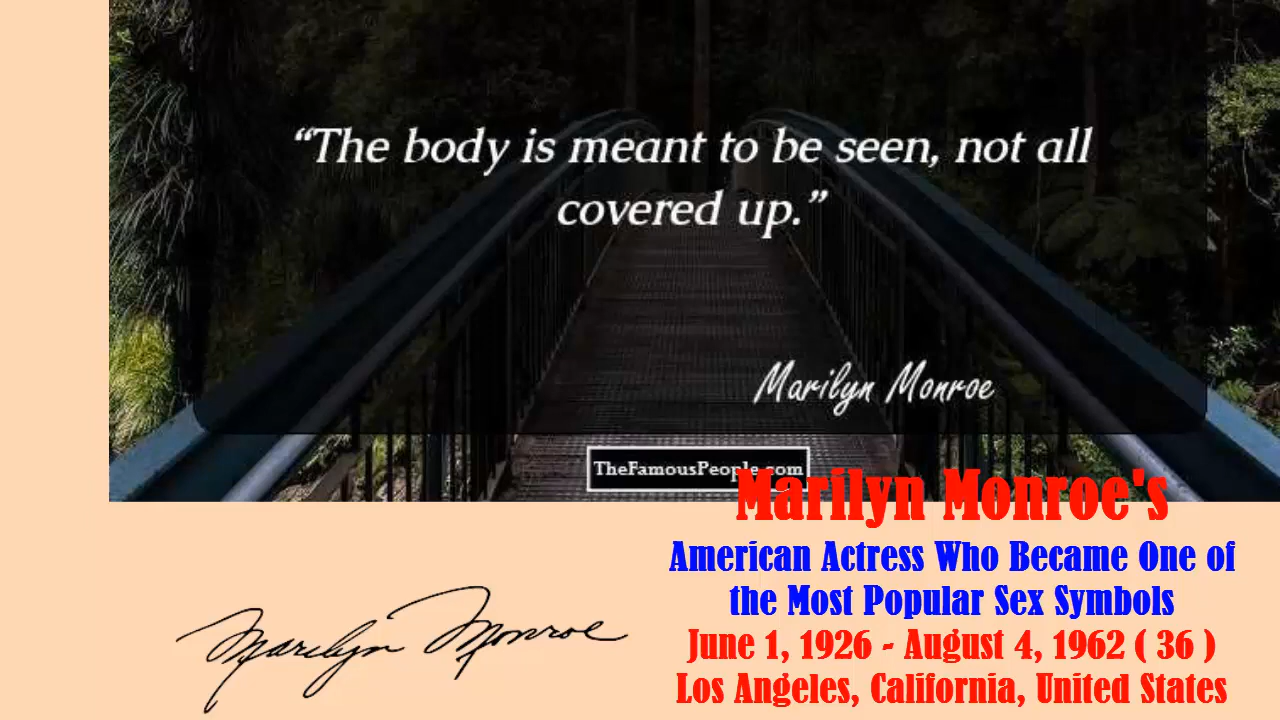 “The body is meant to be seen, not all
covered up.”
Marilyn Monroe
TheFamousPeople.com
Marilyn Monroe's
American Actress Who Became One of
the Most Popular Sex Symbols
Marilyn Monroe
June 1, 1926 - August 4, 1962 ( 36 )
Los Angeles, California, United States